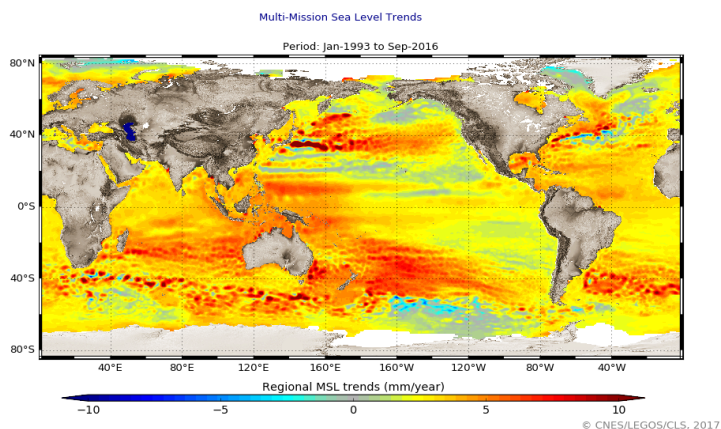 Multi-Mission Sea Level Trends
Period: Jan-1993 to Sep-2016
80°N
40°N
0°S
40°S
80°S
40°E 80°E 120°E 160°E 160°W 120°W 80°W 40°W
Regional MSL trends (mm/year)
−10 −5 0 5 10
© CNES/LEGOS/CLS, 2017